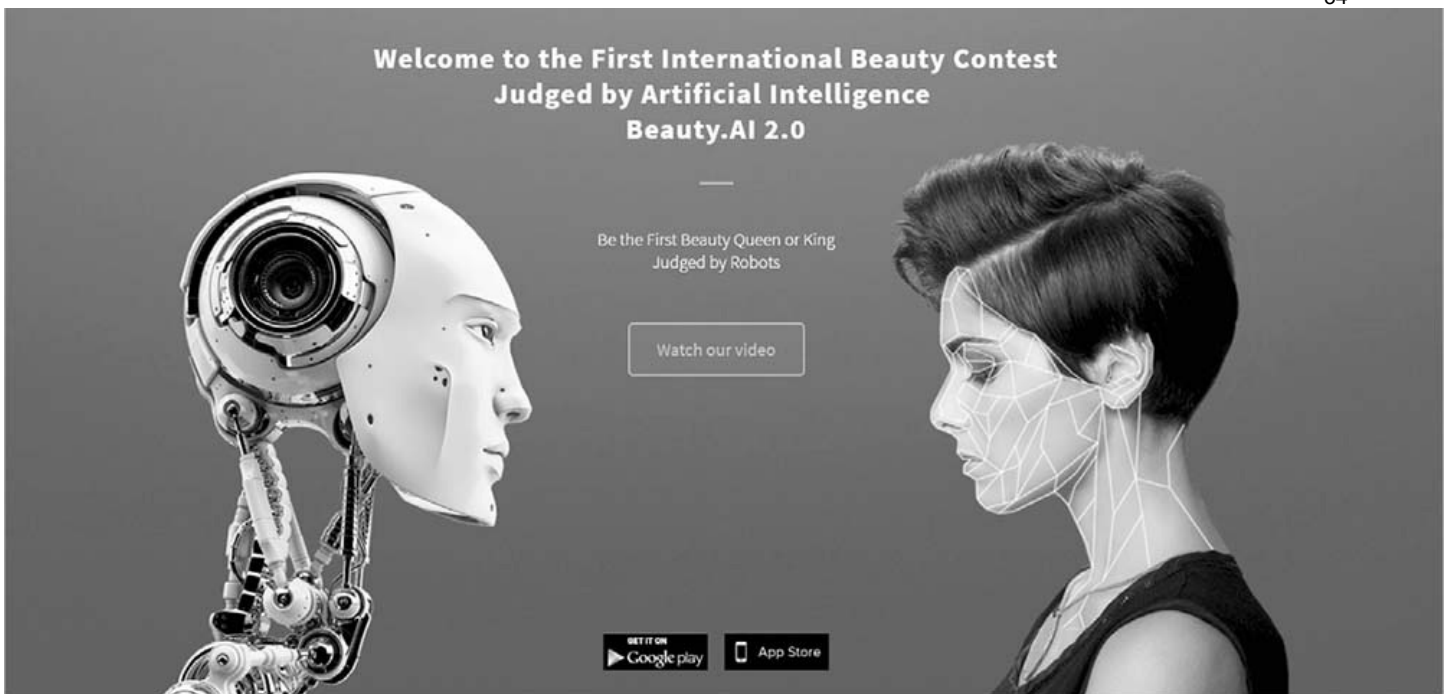 Welcome to the First International Beauty Contest
Judged by Artificial Intelligence
Beauty.AI 2.0
Be the First Beauty Queen or King
Judged by Robots
Watch our video
GET IT ON
Google play
App Store